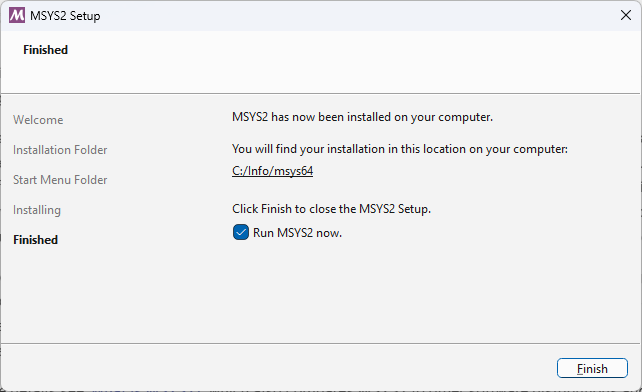 MSYS2 Setup
Finished
Welcome
Installation Folder
Start Menu Folder
Installing
Finished
MSYS2 has now been installed on your computer.
You will find your installation in this location on your computer:
C:/Info/msys64
Click Finish to close the MSYS2 Setup.
Run MSYS2 now.
Finish